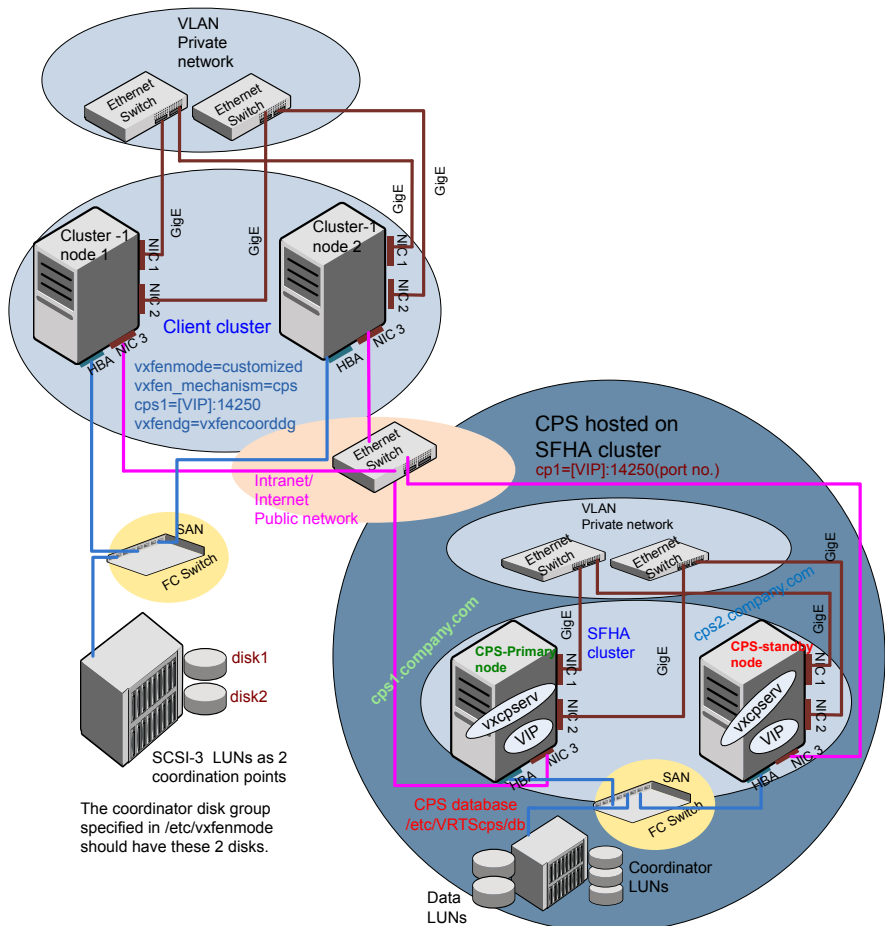 VLAN
Private
network
Ethernet
Switch
Ethernet
Switch
GigE
GigE
GigE
GigE
Cluster -1
node 1
NIC 1
NIC 2
HBA
NIC 3
Cluster-1
node 2
NIC 1
NIC 2
HBA
NIC 3
Client cluster
vxfenmode=customized
vxfen_mechanism=cps
cps1=[VIP]:14250
vxfendg=vxfencoorddg
Ethernet
Switch
Intranet/
Internet
Public network
SAN
FC Switch
disk1
disk2
SCSI-3 LUNs as 2
coordination points
The coordinator disk group
specified in /etc/vxfenmode
should have these 2 disks.
CPS hosted on
SFHA cluster
cp1=[VIP]:14250(port no.)
VLAN
Private network
Ethernet
Switch
Ethernet
Switch
GigE
GigE
GigE
GigE
cps1.company.com
cps2.company.com
SFHA
cluster
CPS-Primary
node
vxcpserv
VIP
NIC 1
NIC 2
HBA
NIC 3
CPS-standby
node
vxcpserv
VIP
NIC 1
NIC 2
HBA
NIC 3
SAN
FC Switch
CPS database
/etc/VRTScps/db
Data
LUNs
Coordinator
LUNs